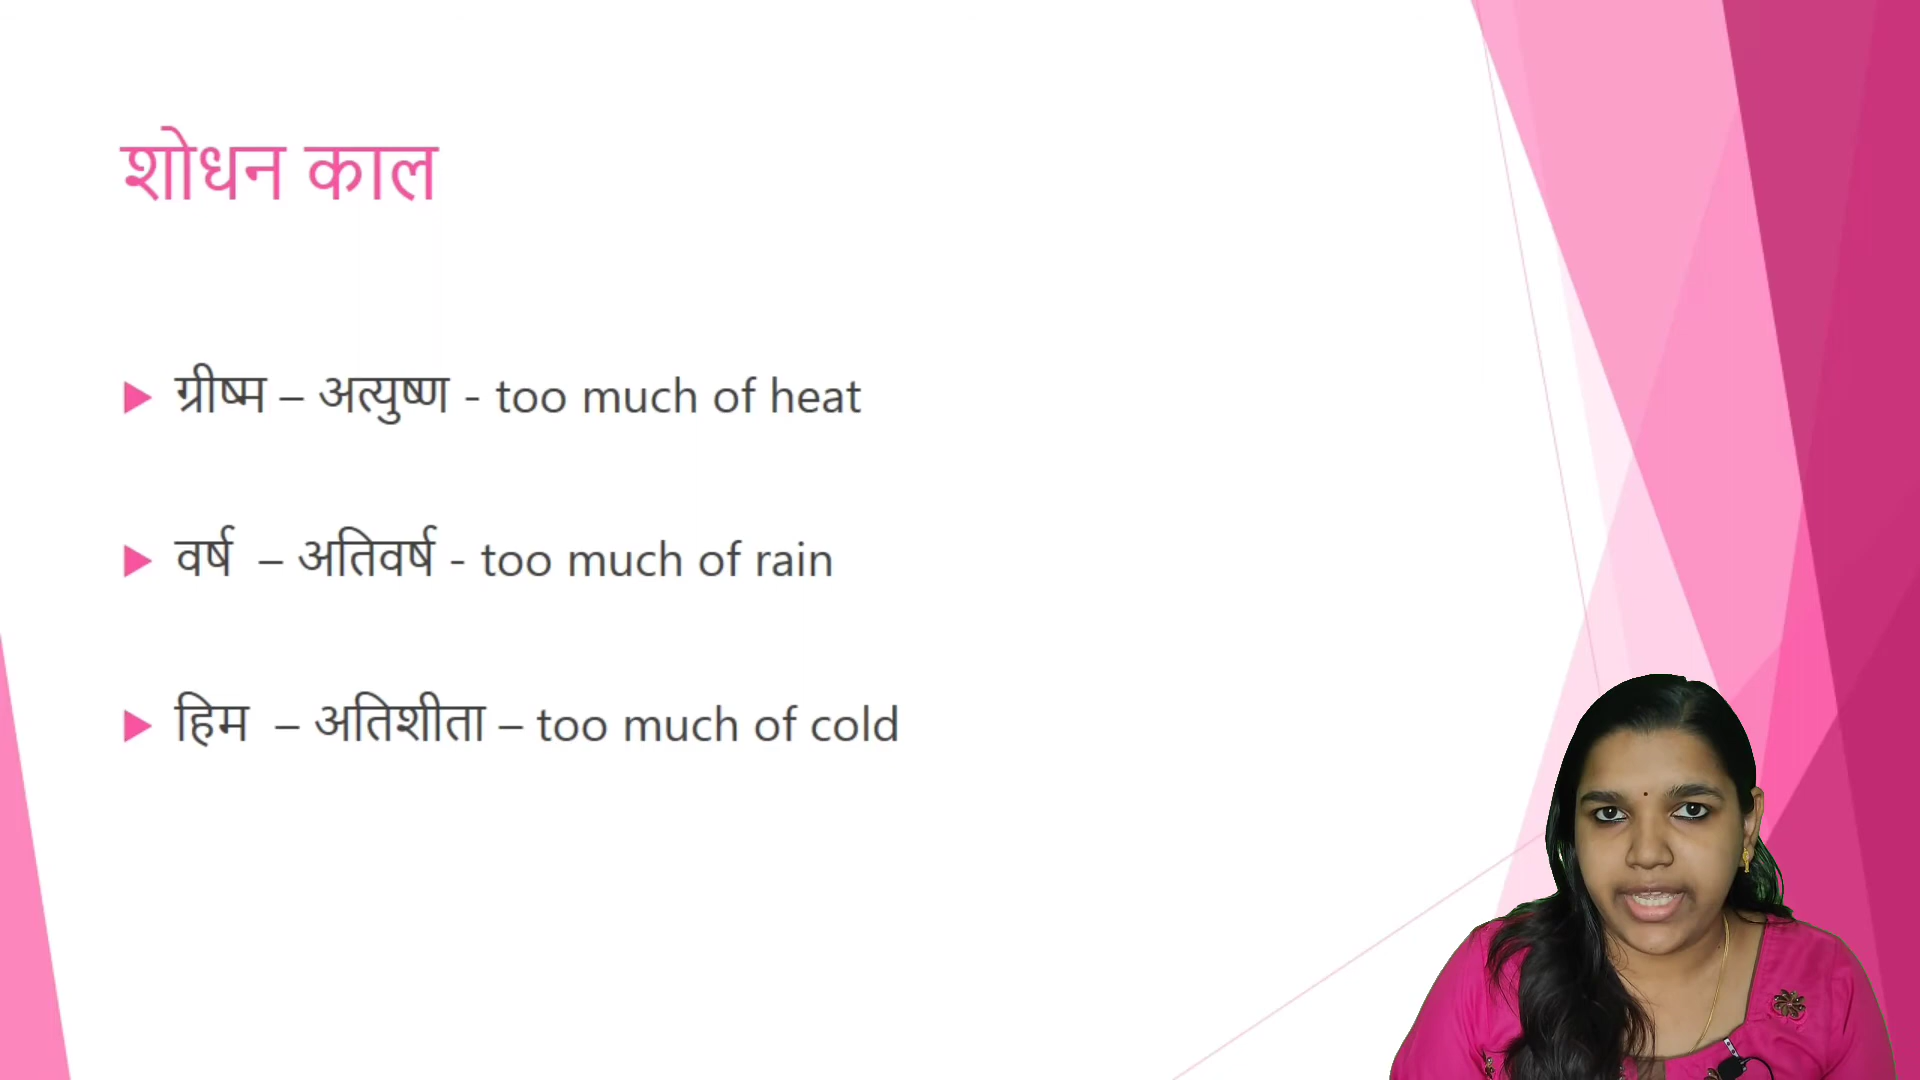 शोधन काल
ग्रीष्म – अत्युष्ण - too much of heat
वर्ष – अतिवर्ष - too much of rain
हिम – अतिशीता – too much of cold